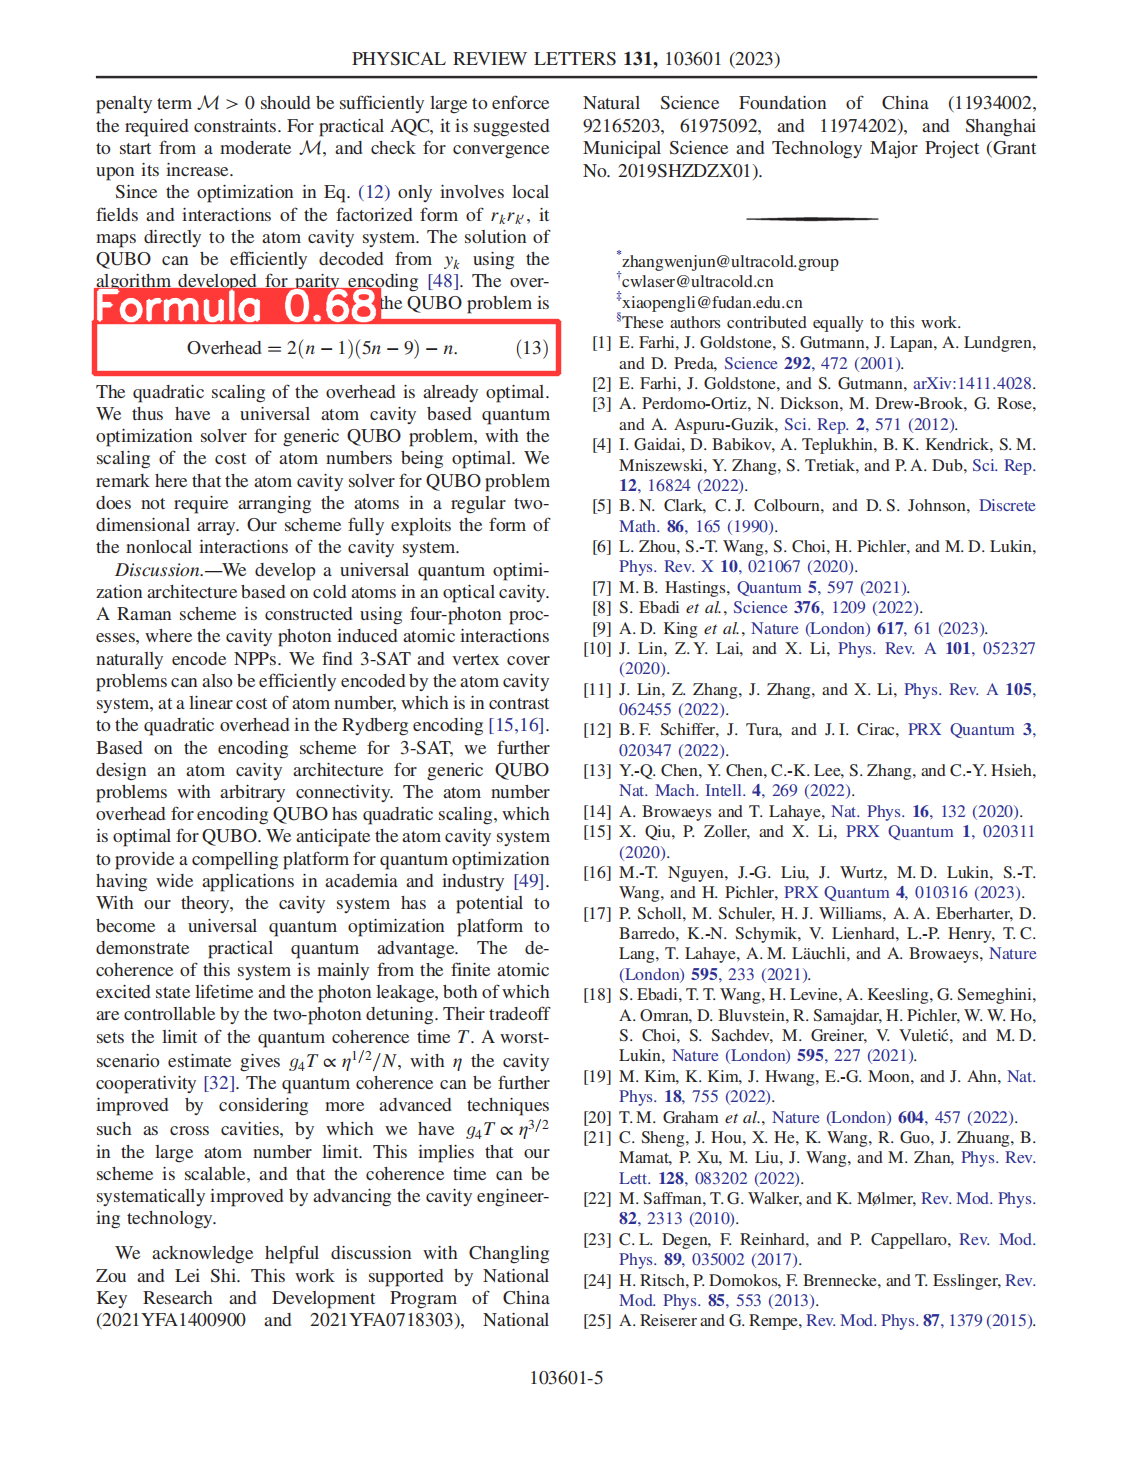 PHYSICAL REVIEW LETTERS 131, 103601 (2023)
penalty term ℳ > 0 should be sufficiently large to enforce
the required constraints. For practical AQC, it is suggested
to start from a moderate ℳ, and check for convergence
upon its increase.
Since the optimization in Eq. (12) only involves local
fields and interactions of the factorized form of rₖrₖ′, it
maps directly to the atom cavity system. The solution of
QUBO can be efficiently decoded from yₖ using the
algorithm developed for parity encoding [48]. The over-
Formula 0.68
the QUBO problem is
Overhead = 2(n − 1)(5n − 9) − n. (13)
The quadratic scaling of the overhead is already optimal.
We thus have a universal atom cavity based quantum
optimization solver for generic QUBO problem, with the
scaling of the cost of atom numbers being optimal. We
remark here that the atom cavity solver for QUBO problem
does not require arranging the atoms in a regular two-
dimensional array. Our scheme fully exploits the form of
the nonlocal interactions of the cavity system.
Discussion.—We develop a universal quantum optimi-
zation architecture based on cold atoms in an optical cavity.
A Raman scheme is constructed using four-photon proc-
esses, where the cavity photon induced atomic interactions
naturally encode NPPs. We find 3-SAT and vertex cover
problems can also be efficiently encoded by the atom cavity
system, at a linear cost of atom number, which is in contrast
to the quadratic overhead in the Rydberg encoding [15,16].
Based on the encoding scheme for 3-SAT, we further
design an atom cavity architecture for generic QUBO
problems with arbitrary connectivity. The atom number
overhead for encoding QUBO has quadratic scaling, which
is optimal for QUBO. We anticipate the atom cavity system
to provide a compelling platform for quantum optimization
having wide applications in academia and industry [49].
With our theory, the cavity system has a potential to
become a universal quantum optimization platform to
demonstrate practical quantum advantage. The de-
coherence of this system is mainly from the finite atomic
excited state lifetime and the photon leakage, both of which
are controllable by the two-photon detuning. Their tradeoff
sets the limit of the quantum coherence time T. A worst-
scenario estimate gives g₄T ∝ η^1/2/N, with η the cavity
cooperativity [32]. The quantum coherence can be further
improved by considering more advanced techniques
such as cross cavities, by which we have g₄T ∝ η^3/2
in the large atom number limit. This implies that our
scheme is scalable, and that the coherence time can be
systematically improved by advancing the cavity engineer-
ing technology.
We acknowledge helpful discussion with Changling
Zou and Lei Shi. This work is supported by National
Key Research and Development Program of China
(2021YFA1400900 and 2021YFA0718303), National
Natural Science Foundation of China (11934002,
92165203, 61975092, and 11974202), and Shanghai
Municipal Science and Technology Major Project (Grant
No. 2019SHZDZX01).
*zhangwenjun@ultracold.group
†cwlaser@ultracold.cn
‡xiaopengli@fudan.edu.cn
§These authors contributed equally to this work.
[1] E. Farhi, J. Goldstone, S. Gutmann, J. Lapan, A. Lundgren,
and D. Preda, Science 292, 472 (2001).
[2] E. Farhi, J. Goldstone, and S. Gutmann, arXiv:1411.4028.
[3] A. Perdomo-Ortiz, N. Dickson, M. Drew-Brook, G. Rose,
and A. Aspuru-Guzik, Sci. Rep. 2, 571 (2012).
[4] I. Gaidai, D. Babikov, A. Teplukhin, B. K. Kendrick, S. M.
Mniszewski, Y. Zhang, S. Tretiak, and P. A. Dub, Sci. Rep.
12, 16824 (2022).
[5] B. N. Clark, C. J. Colbourn, and D. S. Johnson, Discrete
Math. 86, 165 (1990).
[6] L. Zhou, S.-T. Wang, S. Choi, H. Pichler, and M. D. Lukin,
Phys. Rev. X 10, 021067 (2020).
[7] M. B. Hastings, Quantum 5, 597 (2021).
[8] S. Ebadi et al., Science 376, 1209 (2022).
[9] A. D. King et al., Nature (London) 617, 61 (2023).
[10] J. Lin, Z. Y. Lai, and X. Li, Phys. Rev. A 101, 052327
(2020).
[11] J. Lin, Z. Zhang, J. Zhang, and X. Li, Phys. Rev. A 105,
062455 (2022).
[12] B. F. Schiffer, J. Tura, and J. I. Cirac, PRX Quantum 3,
020347 (2022).
[13] Y.-Q. Chen, Y. Chen, C.-K. Lee, S. Zhang, and C.-Y. Hsieh,
Nat. Mach. Intell. 4, 269 (2022).
[14] A. Browaeys and T. Lahaye, Nat. Phys. 16, 132 (2020).
[15] X. Qiu, P. Zoller, and X. Li, PRX Quantum 1, 020311
(2020).
[16] M.-T. Nguyen, J.-G. Liu, J. Wurtz, M. D. Lukin, S.-T.
Wang, and H. Pichler, PRX Quantum 4, 010316 (2023).
[17] P. Scholl, M. Schuler, H. J. Williams, A. A. Eberharter, D.
Barredo, K.-N. Schymik, V. Lienhard, L.-P. Henry, T. C.
Lang, T. Lahaye, A. M. Läuchli, and A. Browaeys, Nature
(London) 595, 233 (2021).
[18] S. Ebadi, T. T. Wang, H. Levine, A. Keesling, G. Semeghini,
A. Omran, D. Bluvstein, R. Samajdar, H. Pichler, W. W. Ho,
S. Choi, S. Sachdev, M. Greiner, V. Vuletić, and M. D.
Lukin, Nature (London) 595, 227 (2021).
[19] M. Kim, K. Kim, J. Hwang, E.-G. Moon, and J. Ahn, Nat.
Phys. 18, 755 (2022).
[20] T. M. Graham et al., Nature (London) 604, 457 (2022).
[21] C. Sheng, J. Hou, X. He, K. Wang, R. Guo, J. Zhuang, B.
Mamat, P. Xu, M. Liu, J. Wang, and M. Zhan, Phys. Rev.
Lett. 128, 083202 (2022).
[22] M. Saffman, T. G. Walker, and K. Mølmer, Rev. Mod. Phys.
82, 2313 (2010).
[23] C. L. Degen, F. Reinhard, and P. Cappellaro, Rev. Mod.
Phys. 89, 035002 (2017).
[24] H. Ritsch, P. Domokos, F. Brennecke, and T. Esslinger, Rev.
Mod. Phys. 85, 553 (2013).
[25] A. Reiserer and G. Rempe, Rev. Mod. Phys. 87, 1379 (2015).
103601-5